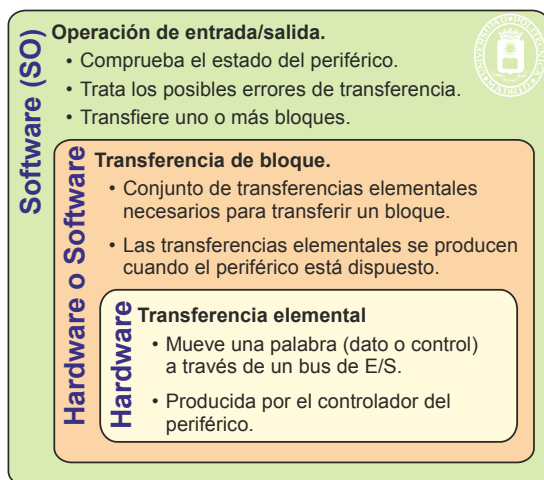 Software (SO)
Operación de entrada/salida.
• Comprueba el estado del periférico.
• Trata los posibles errores de transferencia.
• Transfiere uno o más bloques.
Hardware o Software
Transferencia de bloque.
• Conjunto de transferencias elementales
necesarios para transferir un bloque.
• Las transferencias elementales se producen
cuando el periférico está dispuesto.
Hardware
Transferencia elemental
• Mueve una palabra (dato o control)
a través de un bus de E/S.
• Producida por el controlador del
periférico.